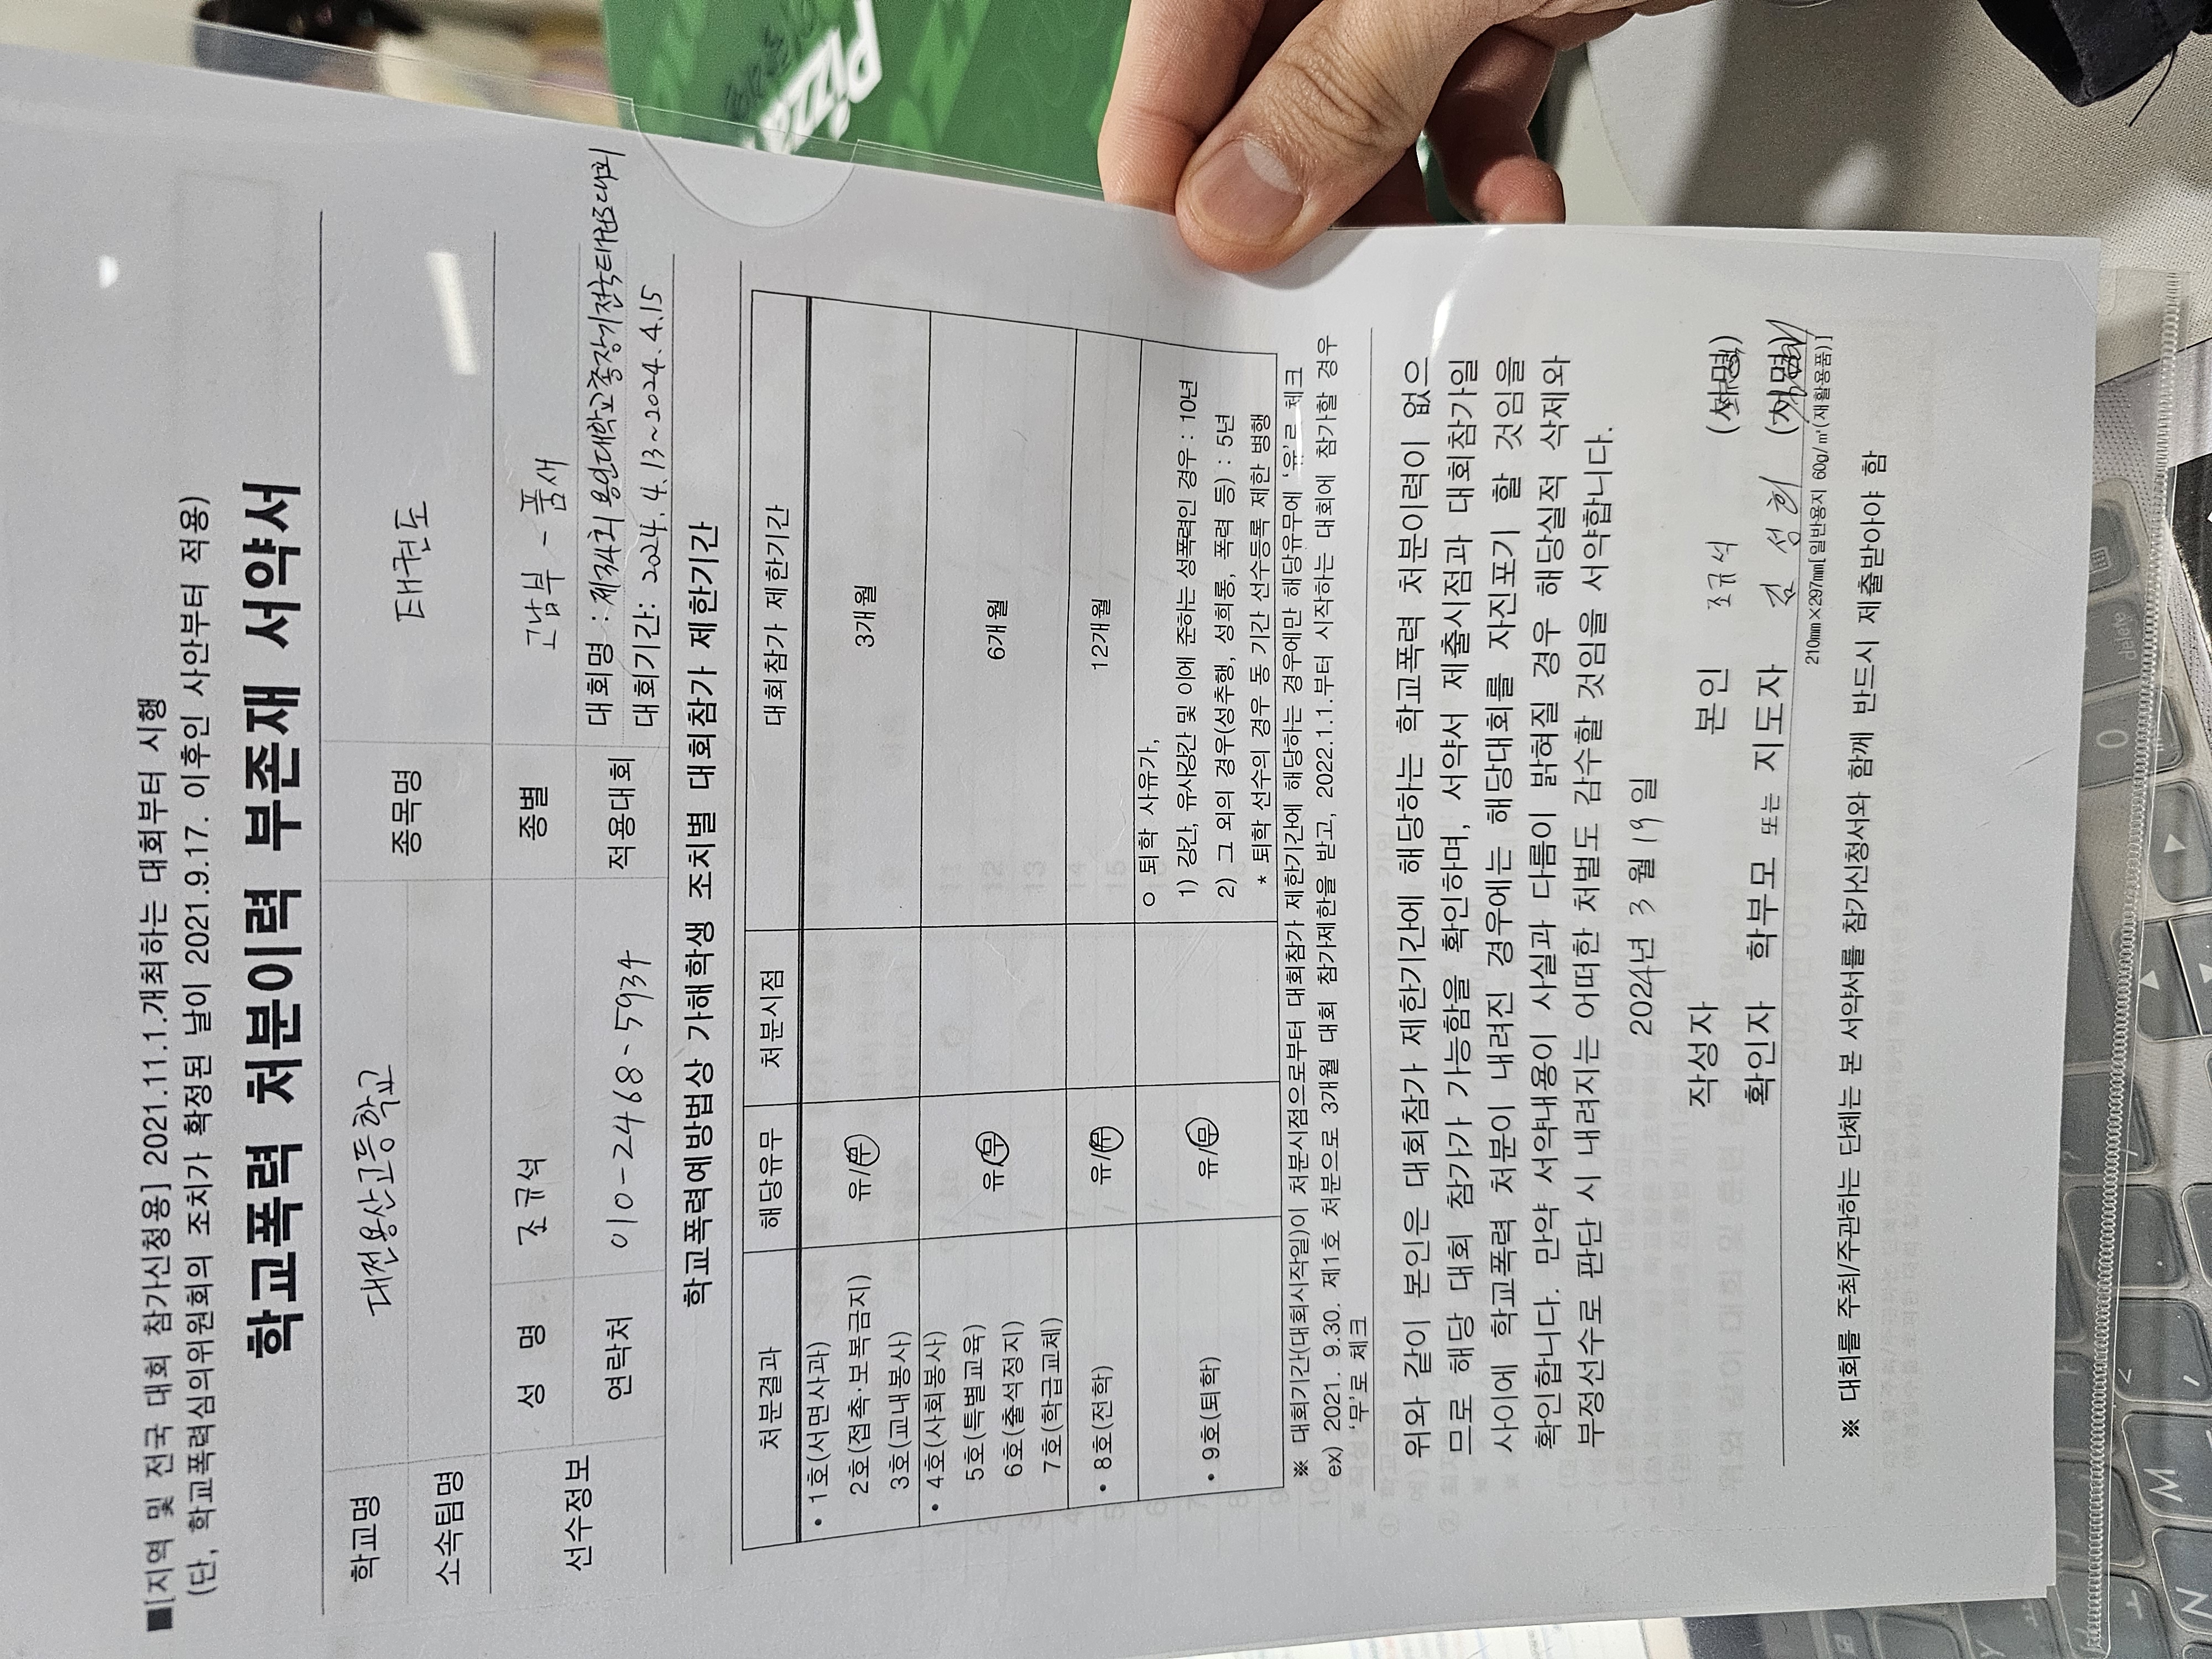 ■[지역 및 전국 대회 참가신청용] 2021.11.1.개최하는 대회부터 시행
(단, 학교폭력심의위원회의 조치가 확정된 날이 2021.9.17. 이후인 사안부터 적용)
학교폭력 처분이력 부존재 서약서
학교명 대전용산고등학교 종목명 태권도
소속팀명
선수정보 성 명 조규석 종별 고남부 - 품새
연락처 010-2468-5934 적용대회 대회명 : 제34회 용인대학교총장기전국태권도대회
대회기간: 2024. 4. 13 ~ 2024. 4. 15
학교폭력예방법상 가해학생 조치별 대회참가 제한기간
처분결과 해당유무 처분시점 대회참가 제한기간
• 1호(서면사과)
2호(접촉·보복금지) 유/무 3개월
3호(교내봉사)
• 4호(사회봉사)
5호(특별교육) 유/무 6개월
6호(출석정지)
7호(학급교체)
• 8호(전학) 유/무 12개월
• 9호(퇴학) 유/무 ○ 퇴학 사유가,
1) 강간, 유사강간 및 이에 준하는 성폭력인 경우 : 10년
2) 그 외의 경우(성추행, 성희롱, 폭력 등) : 5년
* 퇴학 선수의 경우 동 기간 선수등록 제한 병행
※ 대회기간(대회시작일)이 처분시점으로부터 대회참가 제한기간에 해당하는 경우에만 해당유무에 '유'로 체크
ex) 2021. 9.30. 제1호 처분으로 3개월 대회 참가제한을 받고, 2022.1.1.부터 시작하는 대회에 참가할 경우
'무'로 체크
위와 같이 본인은 대회참가 제한기간에 해당하는 학교폭력 처분이력이 없으
므로 해당 대회 참가가 가능함을 확인하며, 서약서 제출시점과 대회참가일
사이에 학교폭력 처분이 내려진 경우에는 해당대회를 자진포기 할 것임을
확인합니다. 만약 서약내용이 사실과 다름이 밝혀질 경우 해당실적 삭제와
부정선수로 판단 시 내려지는 어떠한 처벌도 감수할 것임을 서약합니다.
2024년 3 월 19 일
작성자 본인 조규석 (서명)
확인자 학부모 또는 지도자 김성희 (서명)
210㎜×297㎜[일반용지 60g/㎡(재활용품)]
※ 대회를 주최/주관하는 단체는 본 서약서를 참가신청서와 함께 반드시 제출받아야 함
Pizza
delete
0
M
N